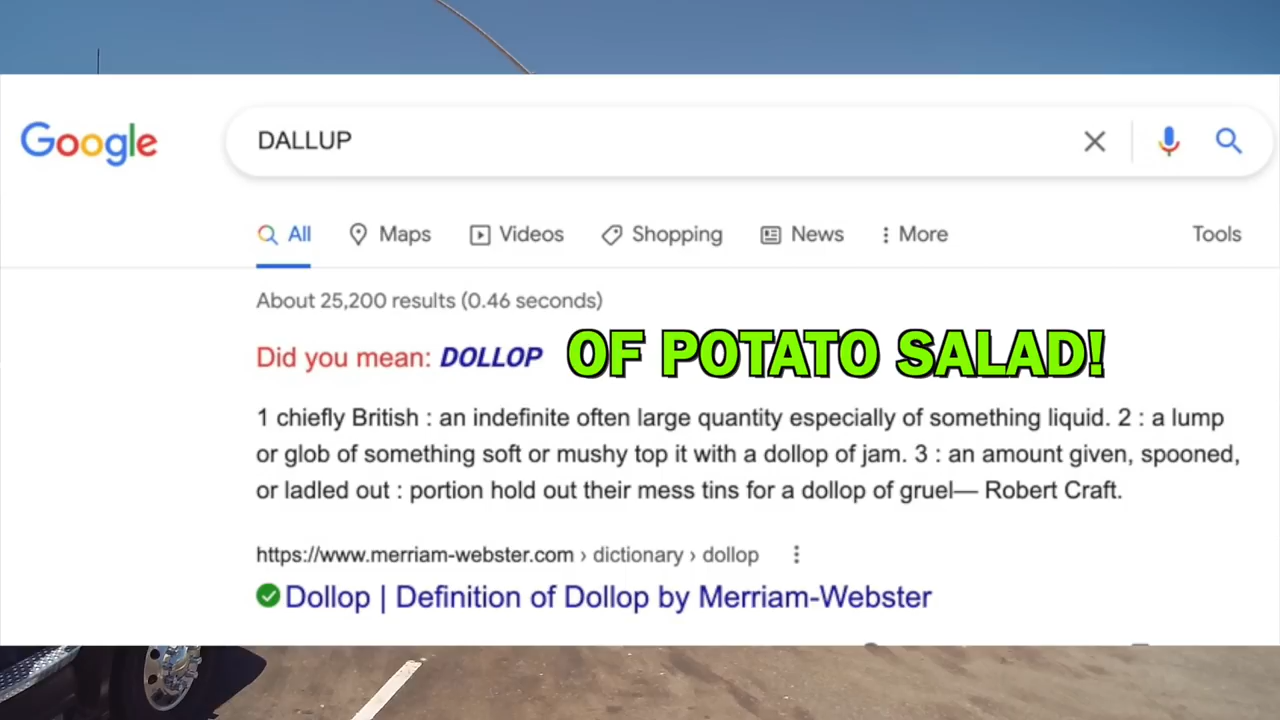 Google
DALLUP
All Maps Videos Shopping News More Tools
About 25,200 results (0.46 seconds)
Did you mean: DOLLOP OF POTATO SALAD!
1 chiefly British : an indefinite often large quantity especially of something liquid. 2 : a lump
or glob of something soft or mushy top it with a dollop of jam. 3 : an amount given, spooned,
or ladled out : portion hold out their mess tins for a dollop of gruel— Robert Craft.
https://www.merriam-webster.com › dictionary › dollop
Dollop | Definition of Dollop by Merriam-Webster